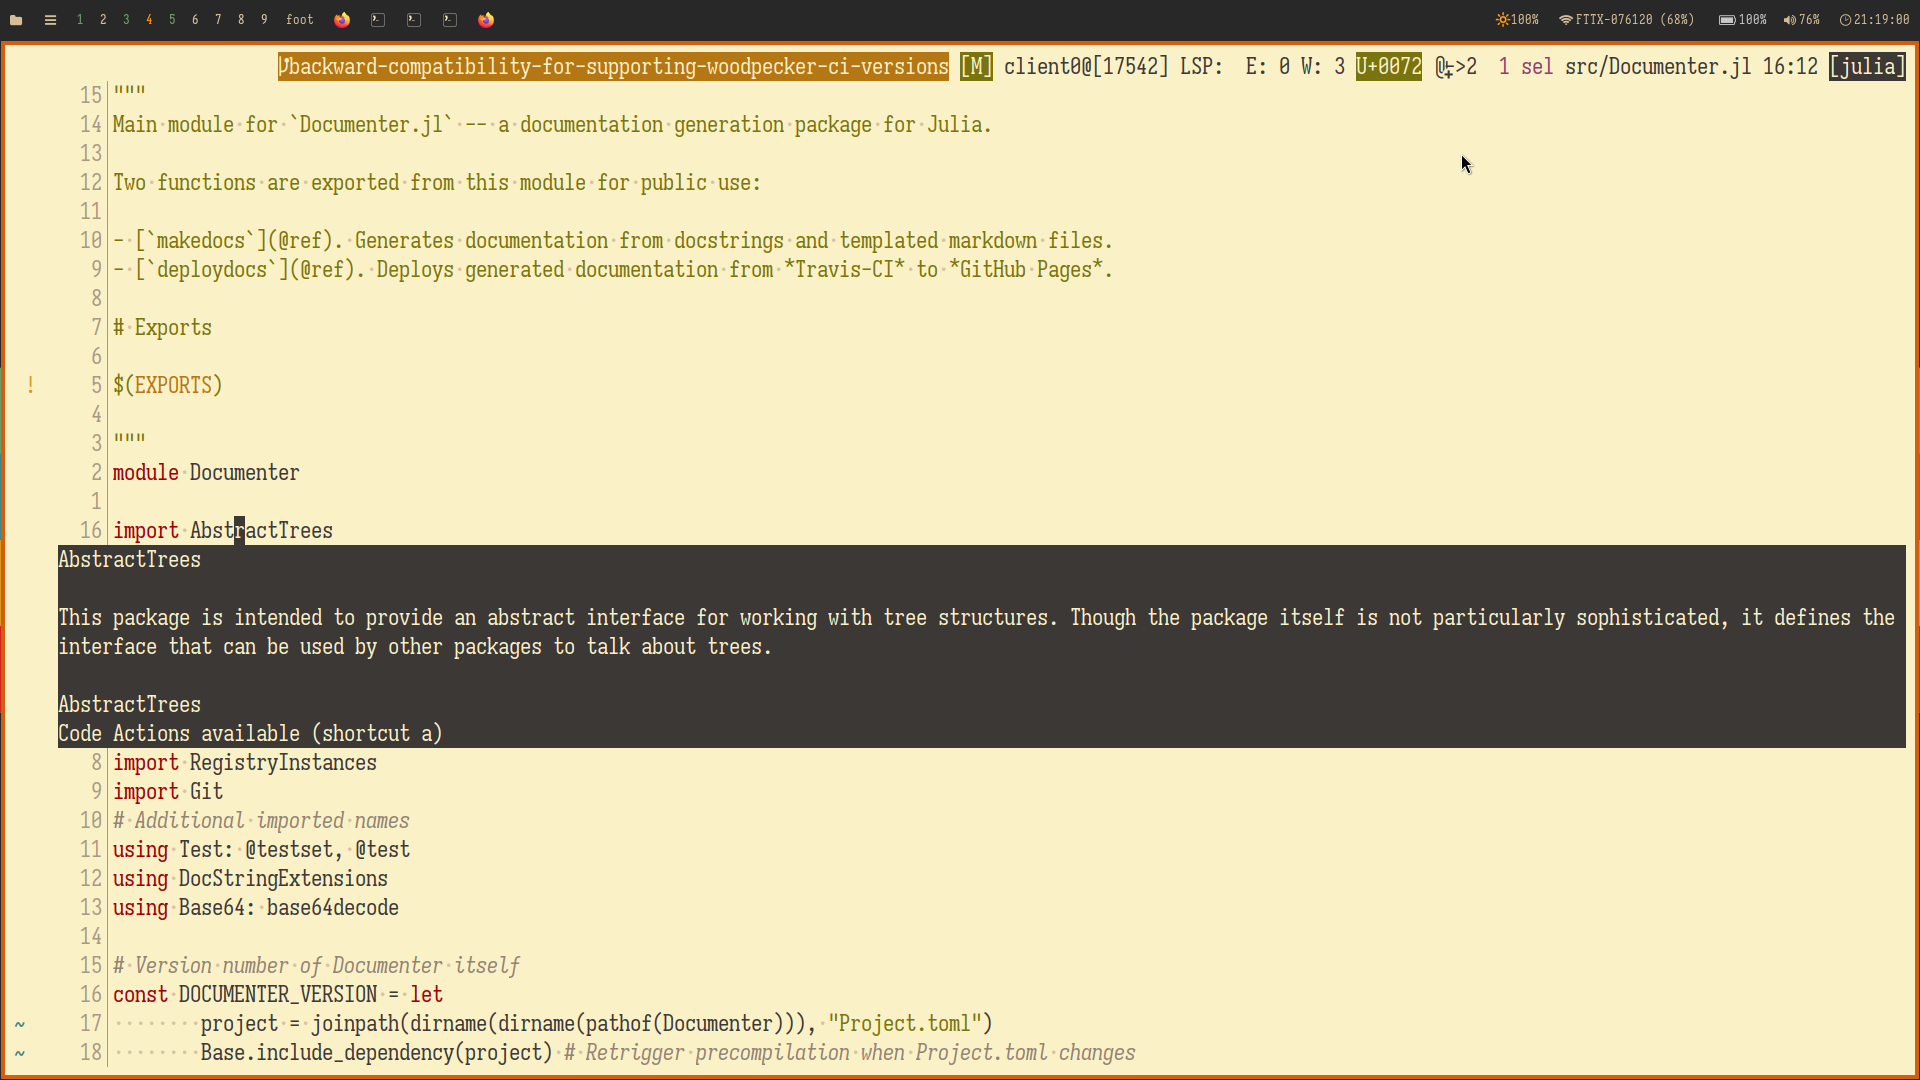 1 2 3 4 5 6 7 8 9 foot 100% FTTX-076120 (68%) 100% 76% 21:19:00
backward-compatibility-for-supporting-woodpecker-ci-versions [M] client0@[17542] LSP: E: 0 W: 3 U+0072 >2 1 sel src/Documenter.jl 16:12 [julia]
15 """
14 Main·module·for·`Documenter.jl`·--·a·documentation·generation·package·for·Julia.
13
12 Two·functions·are·exported·from·this·module·for·public·use:
11
10 -·[`makedocs`](@ref).·Generates·documentation·from·docstrings·and·templated·markdown·files.
9 -·[`deploydocs`](@ref).·Deploys·generated·documentation·from·*Travis-CI*·to·*GitHub·Pages*.
8
7 #·Exports
6
! 5 $(EXPORTS)
4
3 """
2 module·Documenter
1
16 import·AbstractTrees
AbstractTrees
This package is intended to provide an abstract interface for working with tree structures. Though the package itself is not particularly sophisticated, it defines the
interface that can be used by other packages to talk about trees.
AbstractTrees
Code Actions available (shortcut a)
8 import·RegistryInstances
9 import·Git
10 #·Additional·imported·names
11 using·Test:·@testset,·@test
12 using·DocStringExtensions
13 using·Base64:·base64decode
14
15 #·Version·number·of·Documenter·itself
16 const·DOCUMENTER_VERSION·=·let
~ 17 ········project·=·joinpath(dirname(dirname(pathof(Documenter))),·"Project.toml")
~ 18 ········Base.include_dependency(project)·#·Retrigger·precompilation·when·Project.toml·changes